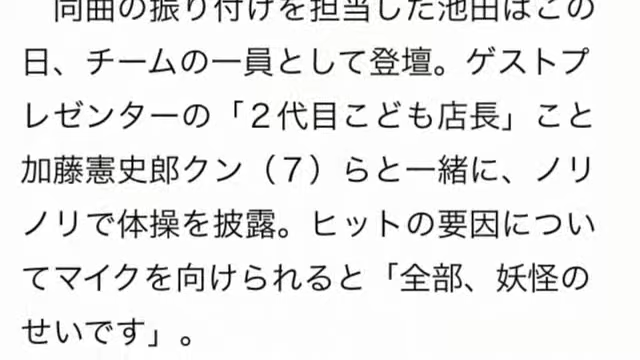 同曲の振り付けを担当した池田はこの
日、チームの一員として登壇。ゲストプ
レゼンターの「２代目こども店長」こと
加藤憲史郎クン（７）らと一緒に、ノリ
ノリで体操を披露。ヒットの要因につい
てマイクを向けられると「全部、妖怪の
せいです」。